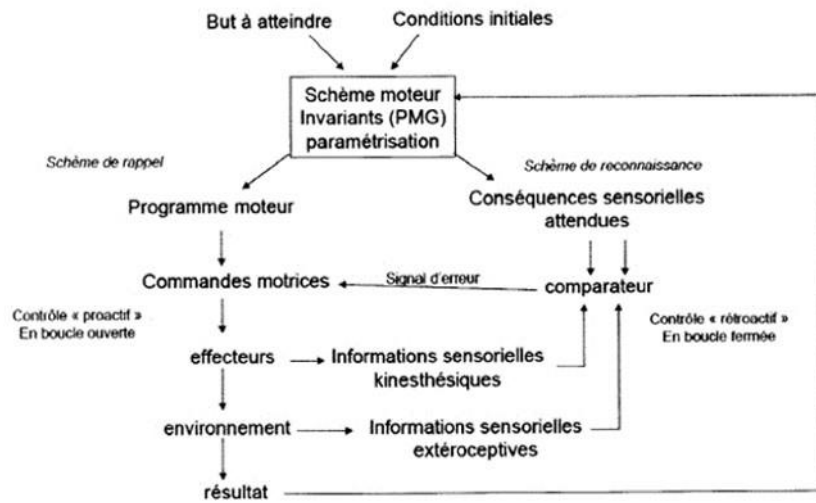 But à atteindre
Conditions initiales
Schème moteur
Invariants (PMG)
paramétrisation
Schème de rappel
Schème de reconnaissance
Programme moteur
Conséquences sensorielles
attendues
Commandes motrices
Signal d'erreur
comparateur
Contrôle « proactif »
En boucle ouverte
Contrôle « rétroactif »
En boucle fermée
effecteurs
Informations sensorielles
kinesthésiques
environnement
Informations sensorielles
extéroceptives
résultat